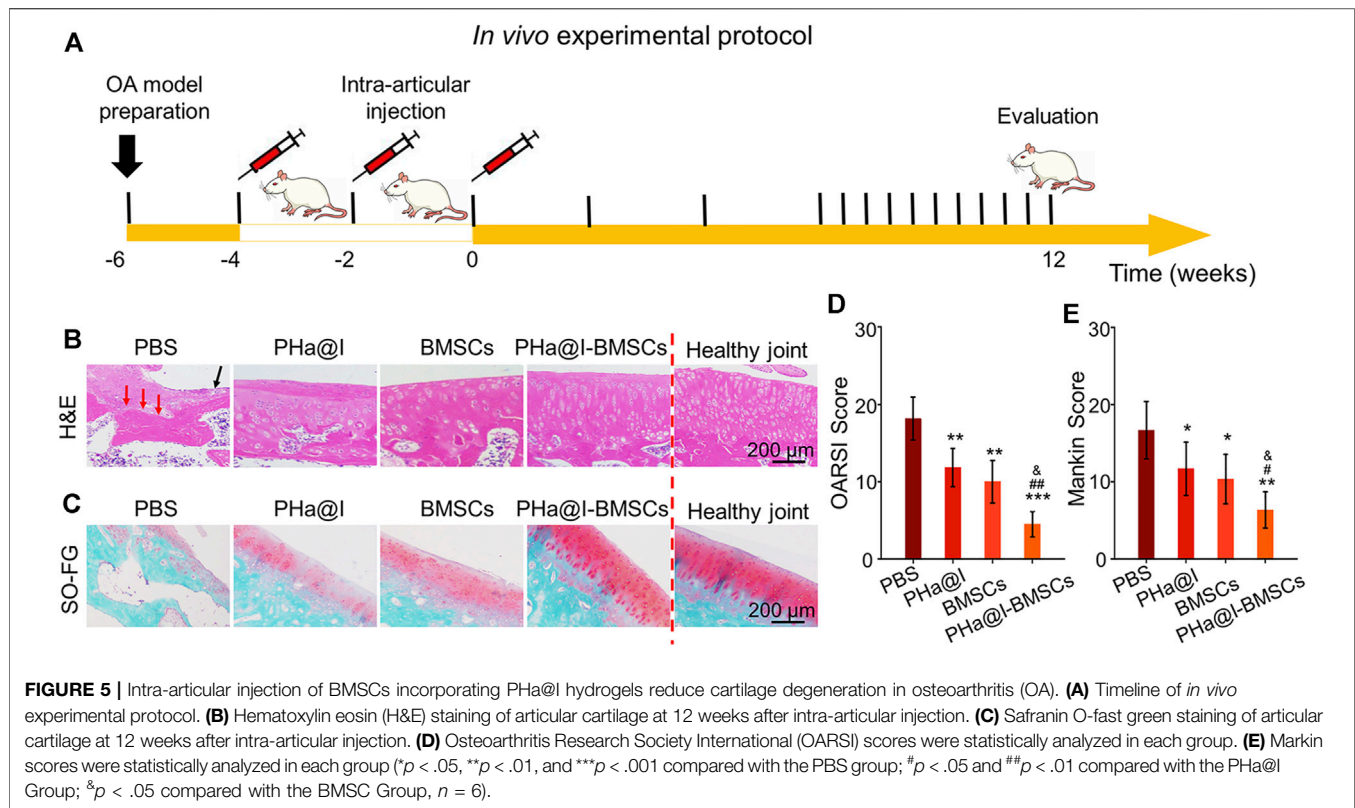 A
In vivo experimental protocol
OA model
preparation
Intra-articular
injection
Evaluation
-6
-4
-2
0
12
Time (weeks)
B
PBS
PHa@I
BMSCs
PHa@I-BMSCs
Healthy joint
H&E
200 µm
C
PBS
PHa@I
BMSCs
PHa@I-BMSCs
Healthy joint
SO-FG
200 µm
D
OARSI Score
30
20
10
0
**
**
&
##
***
PBS
PHa@I
BMSCs
PHa@I-BMSCs
E
Mankin Score
30
20
10
0
*
*
&
#
**
PBS
PHa@I
BMSCs
PHa@I-BMSCs
FIGURE 5 | Intra-articular injection of BMSCs incorporating PHa@I hydrogels reduce cartilage degeneration in osteoarthritis (OA). (A) Timeline of in vivo
experimental protocol. (B) Hematoxylin eosin (H&E) staining of articular cartilage at 12 weeks after intra-articular injection. (C) Safranin O-fast green staining of articular
cartilage at 12 weeks after intra-articular injection. (D) Osteoarthritis Research Society International (OARSI) scores were statistically analyzed in each group. (E) Markin
scores were statistically analyzed in each group (*p < .05, **p < .01, and ***p < .001 compared with the PBS group; #p < .05 and ##p < .01 compared with the PHa@I
Group; &p < .05 compared with the BMSC Group, n = 6).